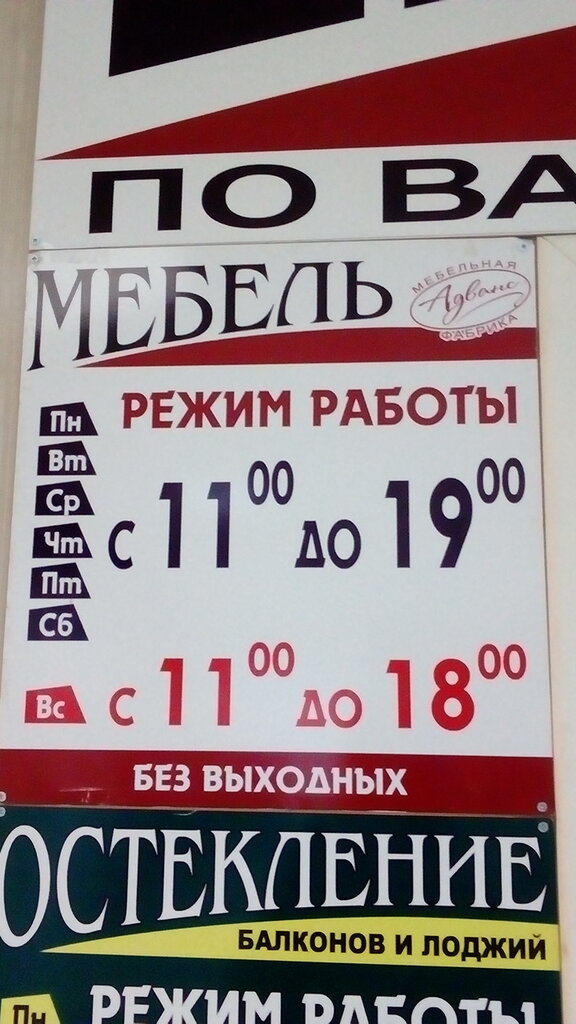 ПО ВА
МЕБЕЛЬ
МЕБЕЛЬНАЯ
Адванс
ФАБРИКА
РЕЖИМ РАБОТЫ
Пн
Вт
Ср
Чт
Пт
Сб
с 11 00 до 19 00
Вс с 11 00 до 18 00
БЕЗ ВЫХОДНЫХ
ОСТЕКЛЕНИЕ
БАЛКОНОВ И ЛОДЖИЙ
Пн РЕЖИМ РАБОТЫ